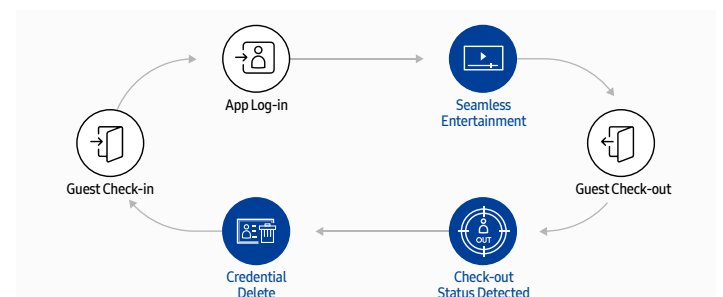 App Log-in
Seamless
Entertainment
Guest Check-in
Guest Check-out
OUT
Credential
Delete
Check-out
Status Detected